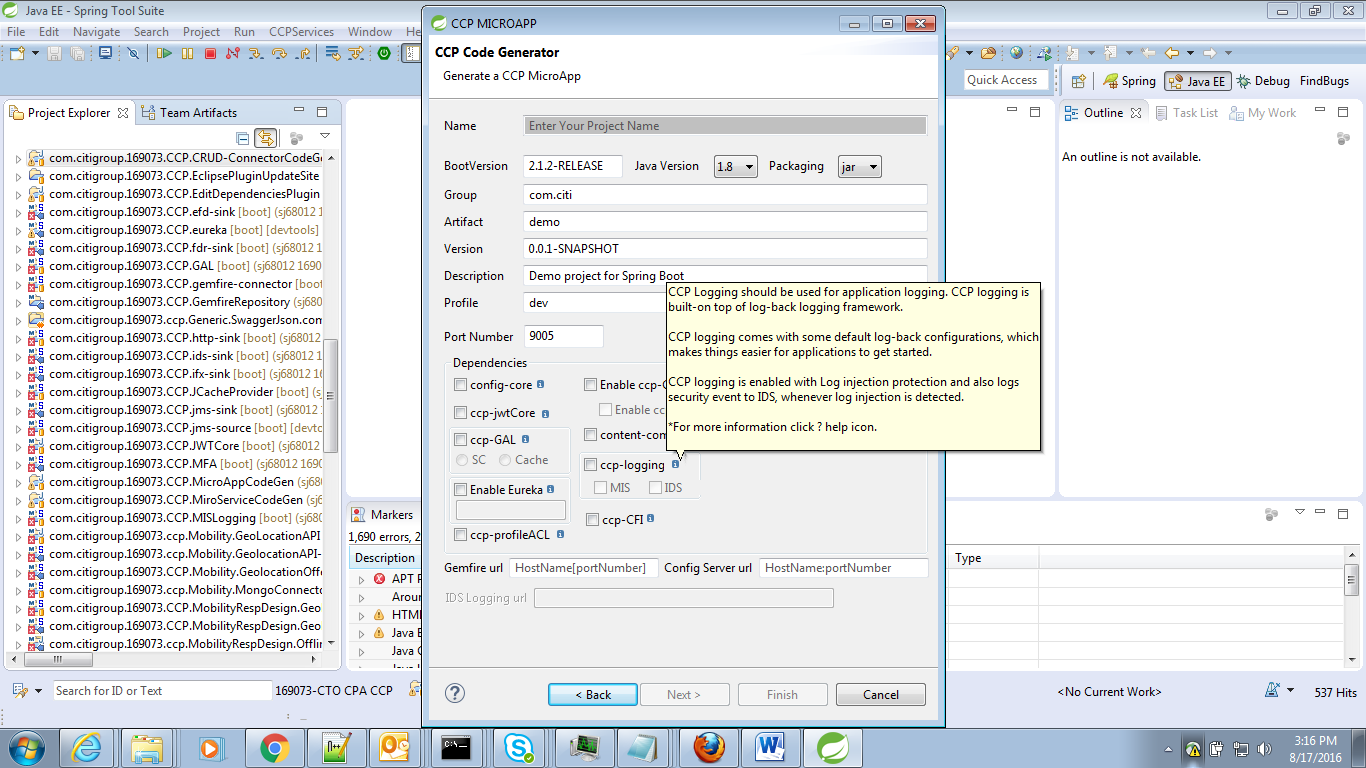 Java EE - Spring Tool Suite
File Edit Navigate Search Project Run CCPServices Window
Quick Access
Spring Java EE Debug FindBugs
Project Explorer Team Artifacts
com.citigroup.169073.CCP.CRUD-ConnectorCodeGe
com.citigroup.169073.CCP.EclipsePluginUpdateSite
com.citigroup.169073.CCP.EditDependenciesPlugin
com.citigroup.169073.CCP.efd-sink [boot] (sj68012 1
com.citigroup.169073.CCP.eureka [boot] [devtools]
com.citigroup.169073.CCP.fdr-sink [boot] (sj68012 1
com.citigroup.169073.CCP.GAL [boot] (sj68012 1690
com.citigroup.169073.CCP.gemfire-connector [boot]
com.citigroup.169073.CCP.GemfireRepository (sj680
com.citigroup.169073.ccp.Generic.SwaggerJson.com
com.citigroup.169073.CCP.http-sink [boot] (sj68012
com.citigroup.169073.CCP.ids-sink [boot] (sj68012 1
com.citigroup.169073.CCP.ifx-sink [boot] (sj68012 1
com.citigroup.169073.CCP.JCacheProvider [boot] (sj
com.citigroup.169073.CCP.jms-sink [boot] (sj68012
com.citigroup.169073.CCP.jms-source [boot] [devto
com.citigroup.169073.CCP.JWTCore [boot] (sj68012
com.citigroup.169073.CCP.MFA [boot] (sj68012 1690
com.citigroup.169073.CCP.MicroAppCodeGen (sj68
com.citigroup.169073.CCP.MiroServiceCodeGen (sj6
com.citigroup.169073.CCP.MISLogging [boot] (sj680
com.citigroup.169073.ccp.Mobility.GeoLocationAPI
com.citigroup.169073.ccp.Mobility.GeolocationAPI-
com.citigroup.169073.ccp.Mobility.GeolocationOffe
com.citigroup.169073.ccp.Mobility.MongoConnecto
com.citigroup.169073.CCP.MobilityRespDesign.Geo
com.citigroup.169073.CCP.MobilityRespDesign.Geo
com.citigroup.169073.ccp.MobilityRespDesign.Offlin
Search for ID or Text
169073-CTO CPA CCP
CCP MICROAPP
CCP Code Generator
Generate a CCP MicroApp
Name Enter Your Project Name
BootVersion 2.1.2-RELEASE Java Version 1.8 Packaging jar
Group com.citi
Artifact demo
Version 0.0.1-SNAPSHOT
Description Demo project for Spring Boot
Profile dev
Port Number 9005
CCP Logging should be used for application logging. CCP logging is
built-on top of log-back logging framework.
CCP logging comes with some default log-back configurations, which
makes things easier for applications to get started.
CCP logging is enabled with Log injection protection and also logs
security event to IDS, whenever log injection is detected.
*For more information click ? help icon.
Dependencies
config-core Enable ccp-
ccp-jwtCore Enable cc
ccp-GAL content-com
SC Cache ccp-logging
Enable Eureka MIS IDS
ccp-CFI
ccp-profileACL
Gemfire url HostName[portNumber] Config Server url HostName:portNumber
IDS Logging url
< Back Next > Finish Cancel
Markers
1,690 errors, 2
Description
Type
APT P
Aroun
HTML
Java B
Java C
Outline Task List My Work
An outline is not available.
<No Current Work>
537 Hits
3:16 PM
8/17/2016